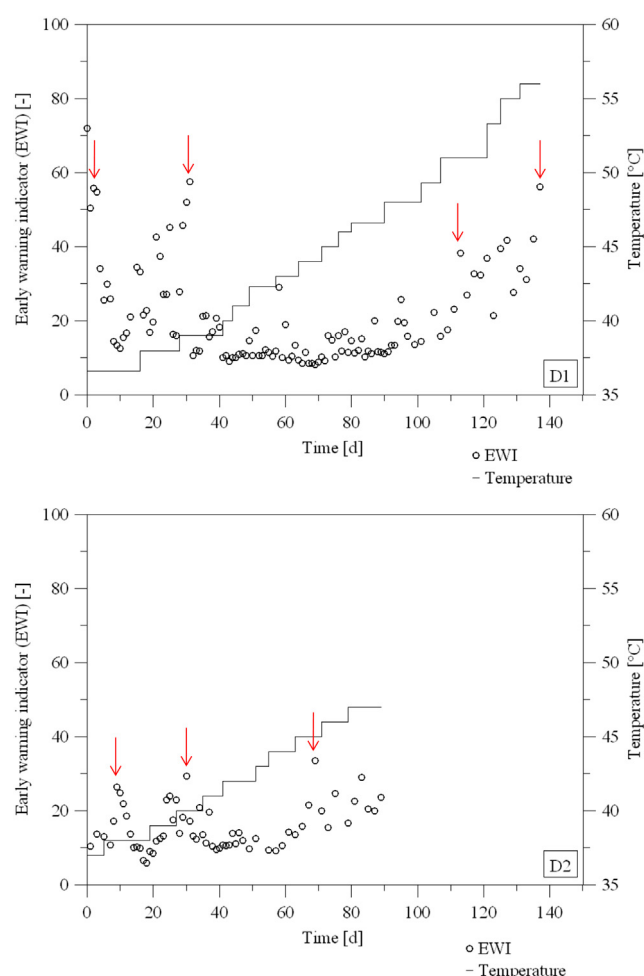 100
80
60
40
20
0
Early warning indicator (EWI) [-]
60
55
50
45
40
35
Temperature [°C]
D1
0 20 40 60 80 100 120 140
Time [d]
EWI
Temperature
100
80
60
40
20
0
Early warning indicator (EWI) [-]
60
55
50
45
40
35
Temperature [°C]
D2
0 20 40 60 80 100 120 140
Time [d]
EWI
Temperature